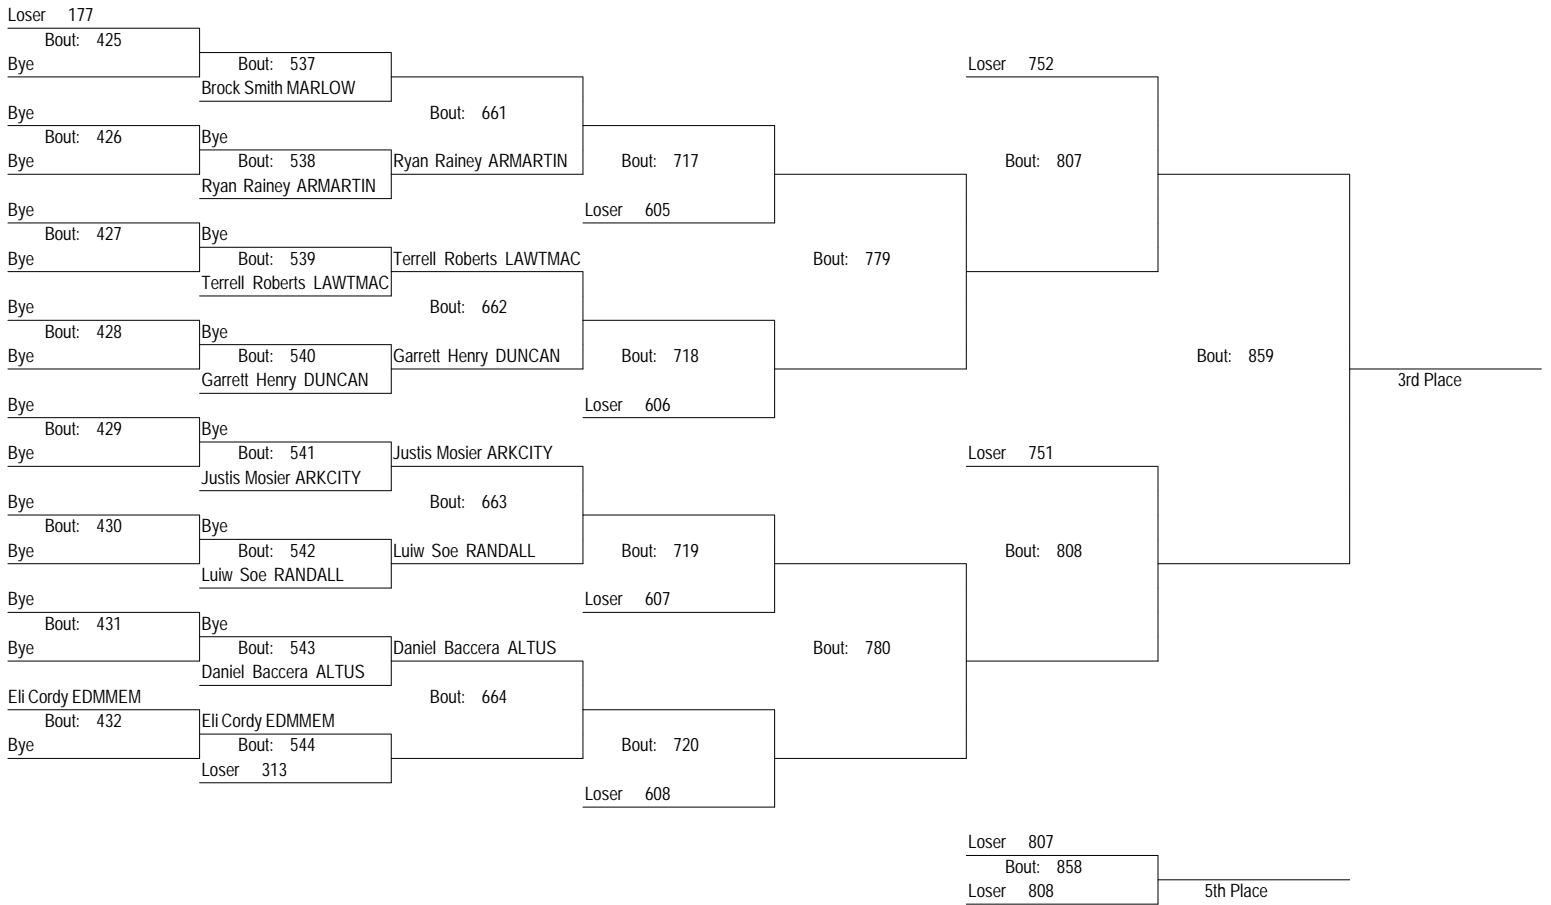 Loser 177
Bout: 425
Bye
Bout: 537
Loser 752
Brock Smith MARLOW
Bye
Bout: 661
Bout: 426
Bye
Bye
Bout: 538
Ryan Rainey ARMARTIN
Bout: 717
Bout: 807
Ryan Rainey ARMARTIN
Bye
Loser 605
Bout: 427
Bye
Bye
Bout: 539
Terrell Roberts LAWTMAC
Bout: 779
Terrell Roberts LAWTMAC
Bye
Bout: 662
Bout: 428
Bye
Bye
Bout: 540
Garrett Henry DUNCAN
Bout: 718
Bout: 859
Garrett Henry DUNCAN
3rd Place
Bye
Loser 606
Bout: 429
Bye
Bye
Bout: 541
Justis Mosier ARKCITY
Loser 751
Justis Mosier ARKCITY
Bye
Bout: 663
Bout: 430
Bye
Bye
Bout: 542
Luiw Soe RANDALL
Bout: 719
Bout: 808
Luiw Soe RANDALL
Bye
Loser 607
Bout: 431
Bye
Bye
Bout: 543
Daniel Baccera ALTUS
Bout: 780
Daniel Baccera ALTUS
Eli Cordy EDMMEM
Bout: 664
Bout: 432
Eli Cordy EDMMEM
Bye
Bout: 544
Bout: 720
Loser 313
Loser 608
Loser 807
Bout: 858
Loser 808
5th Place